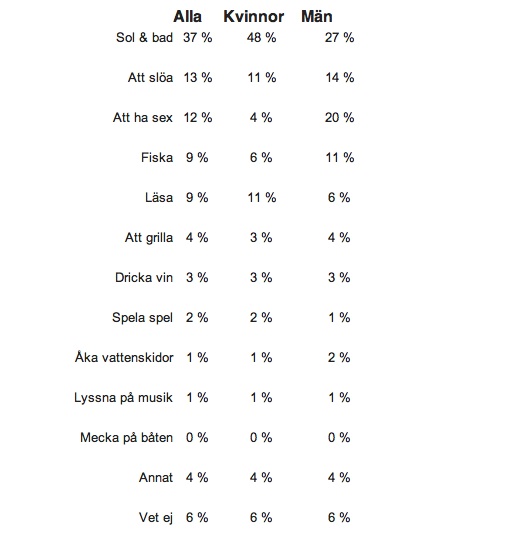 Alla Kvinnor Män
Sol & bad 37 % 48 % 27 %
Att slöa 13 % 11 % 14 %
Att ha sex 12 % 4 % 20 %
Fiska 9 % 6 % 11 %
Läsa 9 % 11 % 6 %
Att grilla 4 % 3 % 4 %
Dricka vin 3 % 3 % 3 %
Spela spel 2 % 2 % 1 %
Åka vattenskidor 1 % 1 % 2 %
Lyssna på musik 1 % 1 % 1 %
Mecka på båten 0 % 0 % 0 %
Annat 4 % 4 % 4 %
Vet ej 6 % 6 % 6 %